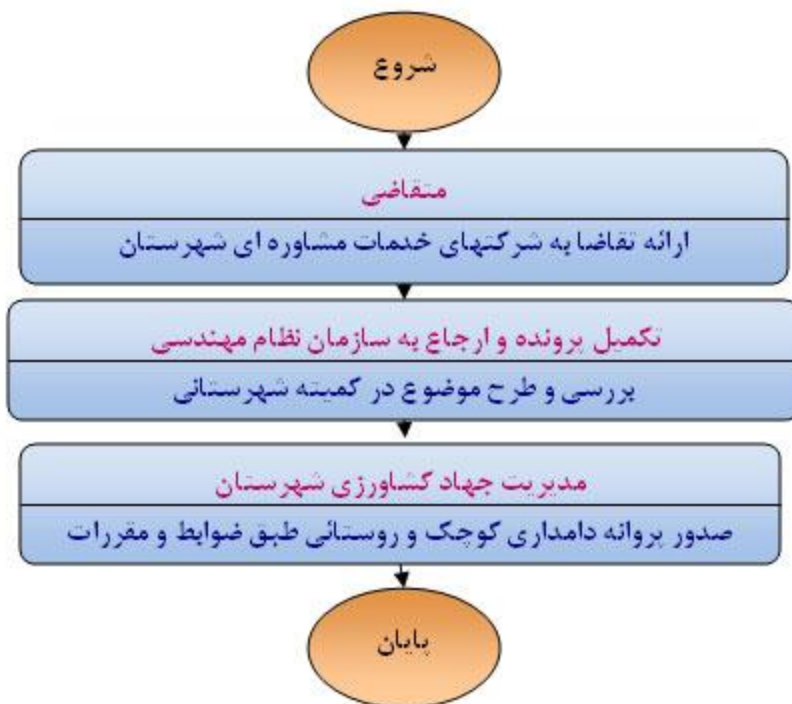 شروع
متقاضی
ارائه تقاضا به شرکتهای خدمات مشاوره ای شهرستان
تکمیل پرونده و ارجاع به سازمان نظام مهندسی
بررسی و طرح موضوع در کمیته شهرستانی
مدیریت جهاد کشاورزی شهرستان
صدور پروانه دامداری کوچک و روستائی طبق ضوابط و مقررات
پایان